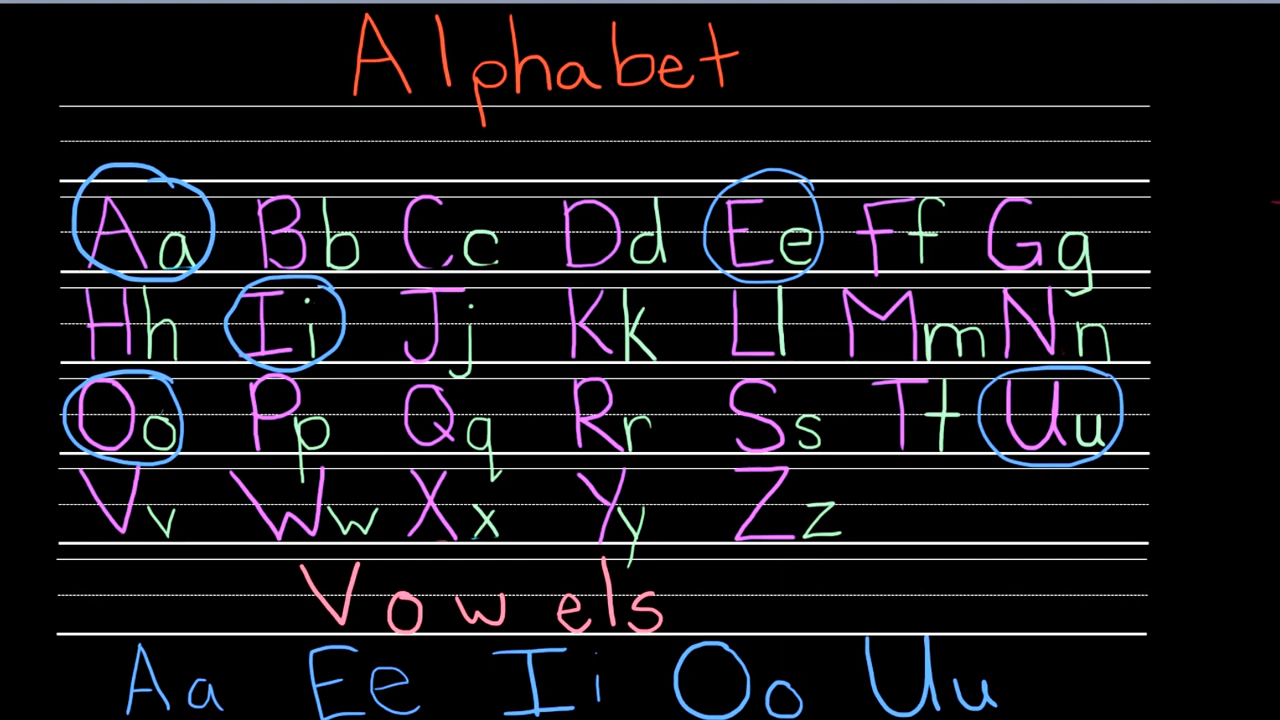 Alphabet
Aa Bb Cc Dd Ee Ff Gg
Hh Ii Jj Kk Ll Mm Nn
Oo Pp Qq Rr Ss Tt Uu
Vv Ww Xx Yy Zz
Vowels
Aa Ee Ii Oo Uu